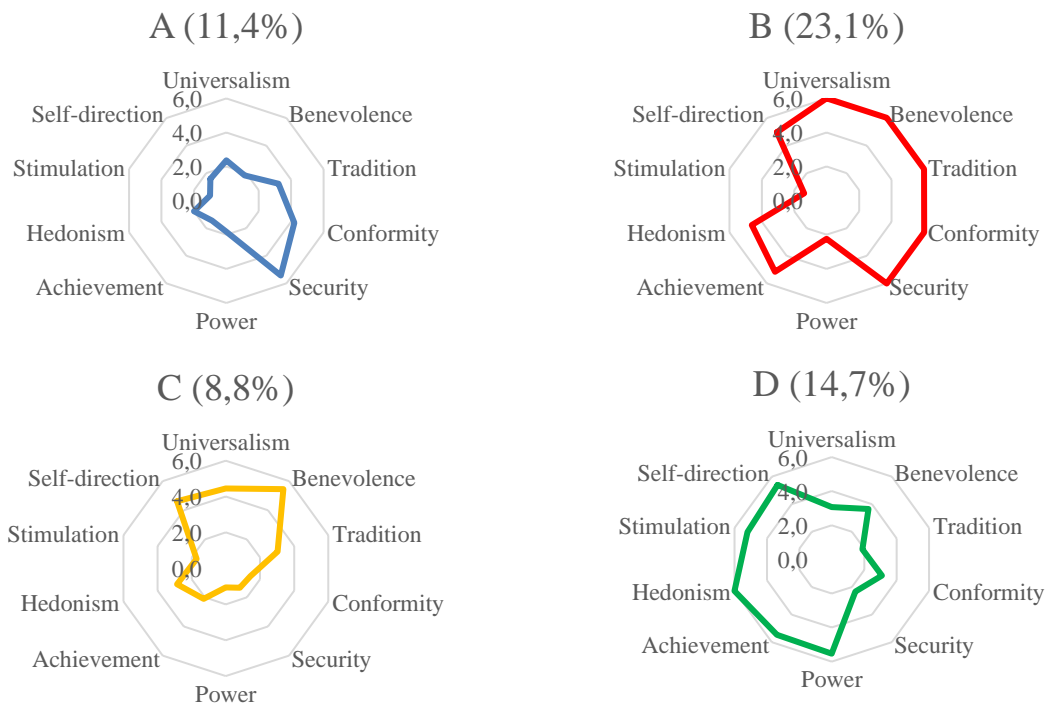 A (11,4%)
Universalism
6,0
Self-direction
Benevolence
4,0
Stimulation
2,0
Tradition
0,0
Hedonism
Conformity
Achievement
Security
Power
B (23,1%)
Universalism
6,0
Self-direction
Benevolence
4,0
Stimulation
2,0
Tradition
0,0
Hedonism
Conformity
Achievement
Security
Power
C (8,8%)
Universalism
6,0
Self-direction
Benevolence
4,0
Stimulation
2,0
Tradition
0,0
Hedonism
Conformity
Achievement
Security
Power
D (14,7%)
Universalism
6,0
Self-direction
Benevolence
4,0
Stimulation
2,0
Tradition
0,0
Hedonism
Conformity
Achievement
Security
Power